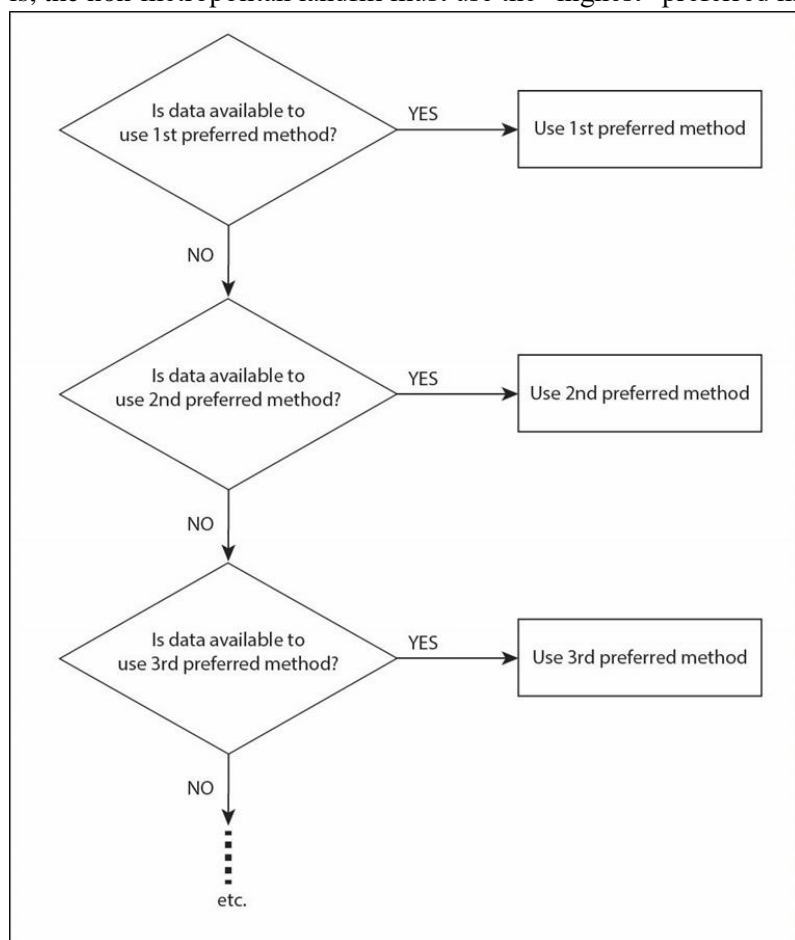 Is data available to
use 1st preferred method?
YES
Use 1st preferred method
NO
Is data available to
use 2nd preferred method?
YES
Use 2nd preferred method
NO
Is data available to
use 3rd preferred method?
YES
Use 3rd preferred method
NO
etc.